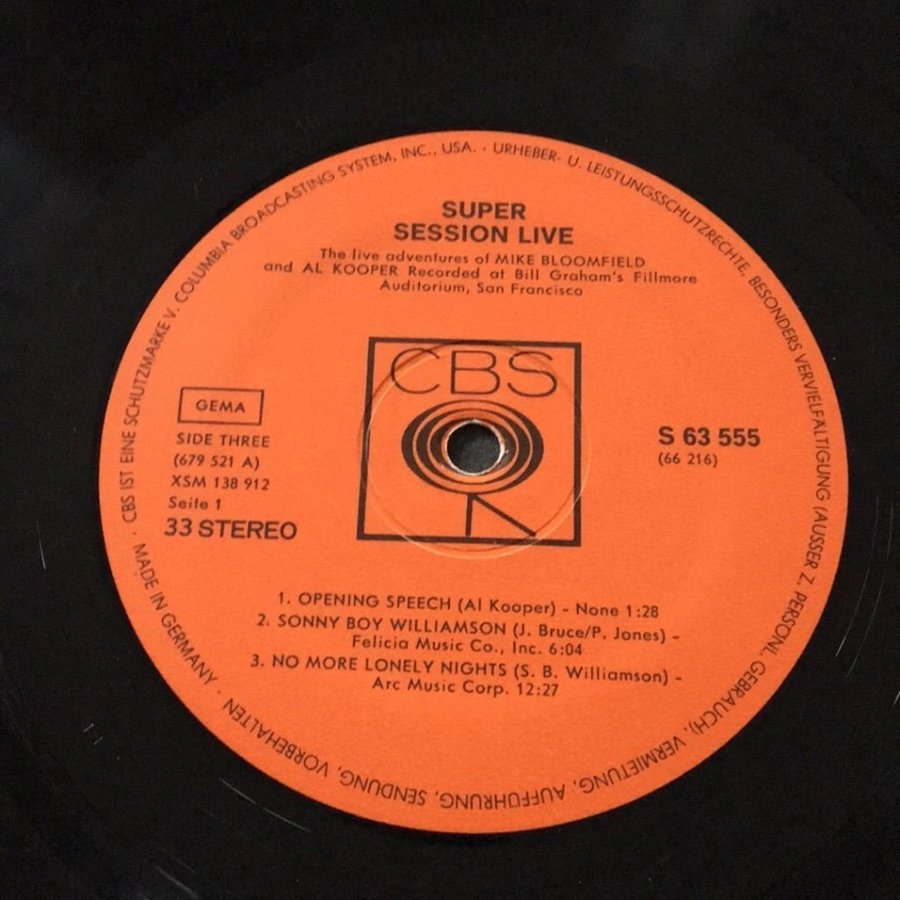 SUPER
SESSION LIVE
The live adventures of MIKE BLOOMFIELD
and AL KOOPER Recorded at Bill Graham's Fillmore
Auditorium, San Francisco
CBS
GEMA
SIDE THREE
(679 521 A)
XSM 138 912
Seite 1
33 STEREO
S 63 555
(66 216)
1. OPENING SPEECH (Al Kooper) - None 1:28
2. SONNY BOY WILLIAMSON (J. Bruce/P. Jones) -
Felicia Music Co., Inc. 6:04
3. NO MORE LONELY NIGHTS (S. B. Williamson) -
Arc Music Corp. 12:27
· CBS IST EINE SCHUTZMARKE V. COLUMBIA BROADCASTING SYSTEM, INC., USA. · URHEBER- U. LEISTUNGSSCHUTZRECHTE, BESONDERS VERVIELFÄLTIGUNG (AUSSER Z. PERSÖNL. GEBRAUCH), VERMIETUNG, AUFFÜHRUNG, SENDUNG, VORBEHALTEN · MADE IN GERMANY